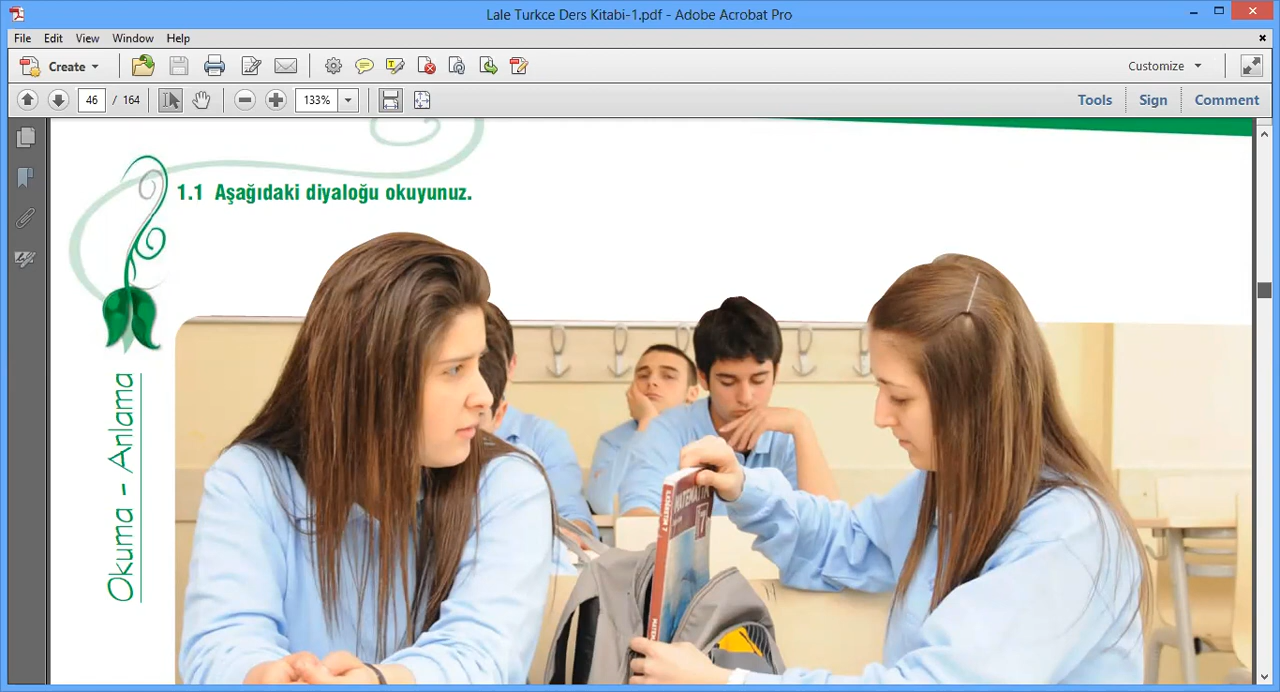 Lale Turkce Ders Kitabi-1.pdf - Adobe Acrobat Pro
File Edit View Window Help
Create
Customize
46 / 164
133%
Tools Sign Comment
1.1 Aşağıdaki diyaloğu okuyunuz.
Okuma - Anlama
MATEMATİK
7